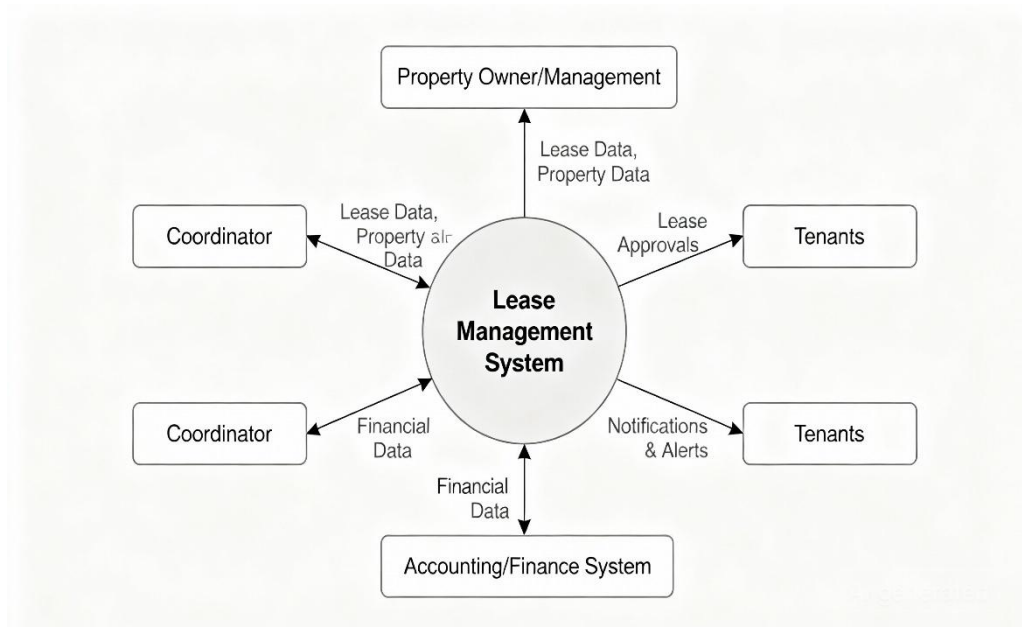 Property Owner/Management
Lease Data,
Property Data
Lease Data,
Property
Data
Coordinator
Lease
Approvals
Tenants
Lease
Management
System
Coordinator
Financial
Data
Notifications
& Alerts
Tenants
Financial
Data
Accounting/Finance System